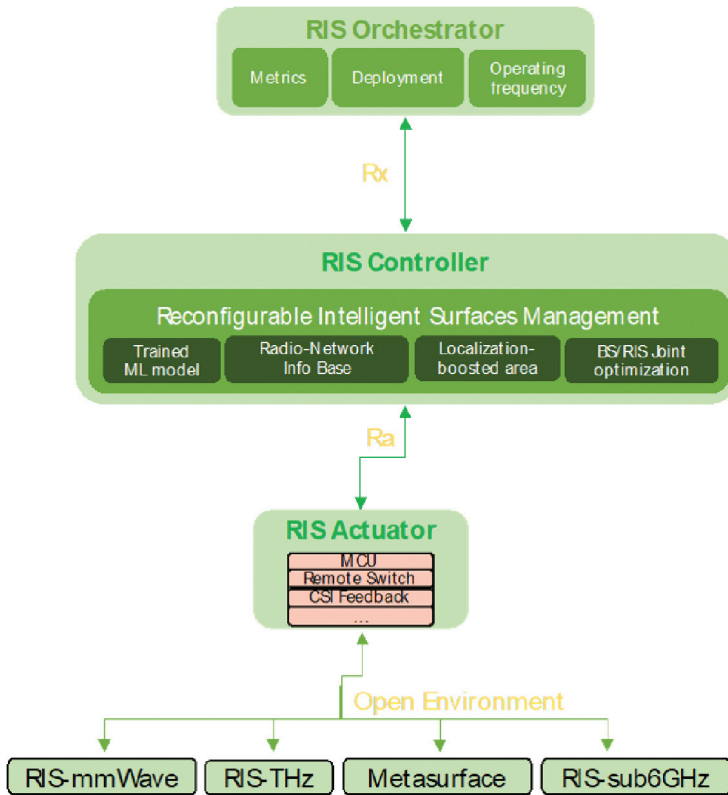 RIS Orchestrator
Metrics
Deployment
Operating
frequency
Rx
RIS Controller
Reconfigurable Intelligent Surfaces Management
Trained
ML model
Radio-Network
Info Base
Localization-
boosted area
BS/RIS Joint
optimization
Ra
RIS Actuator
MCU
Remote Switch
CSI Feedback
...
Open Environment
RIS-mmWave
RIS-THz
Metasurface
RIS-sub6GHz